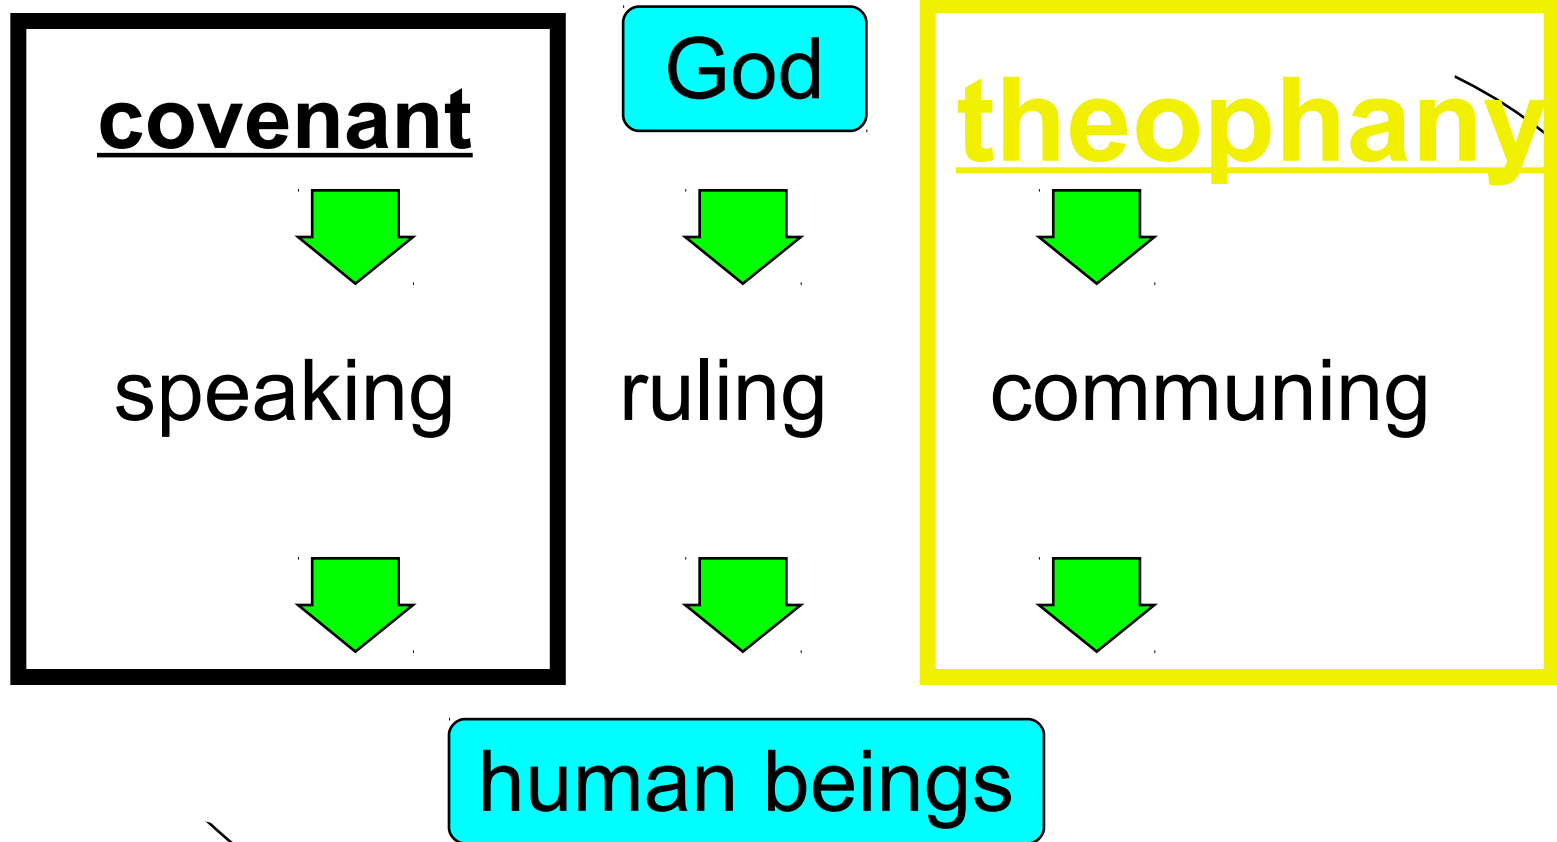 God
covenant
theophany
speaking
ruling
communing
human beings